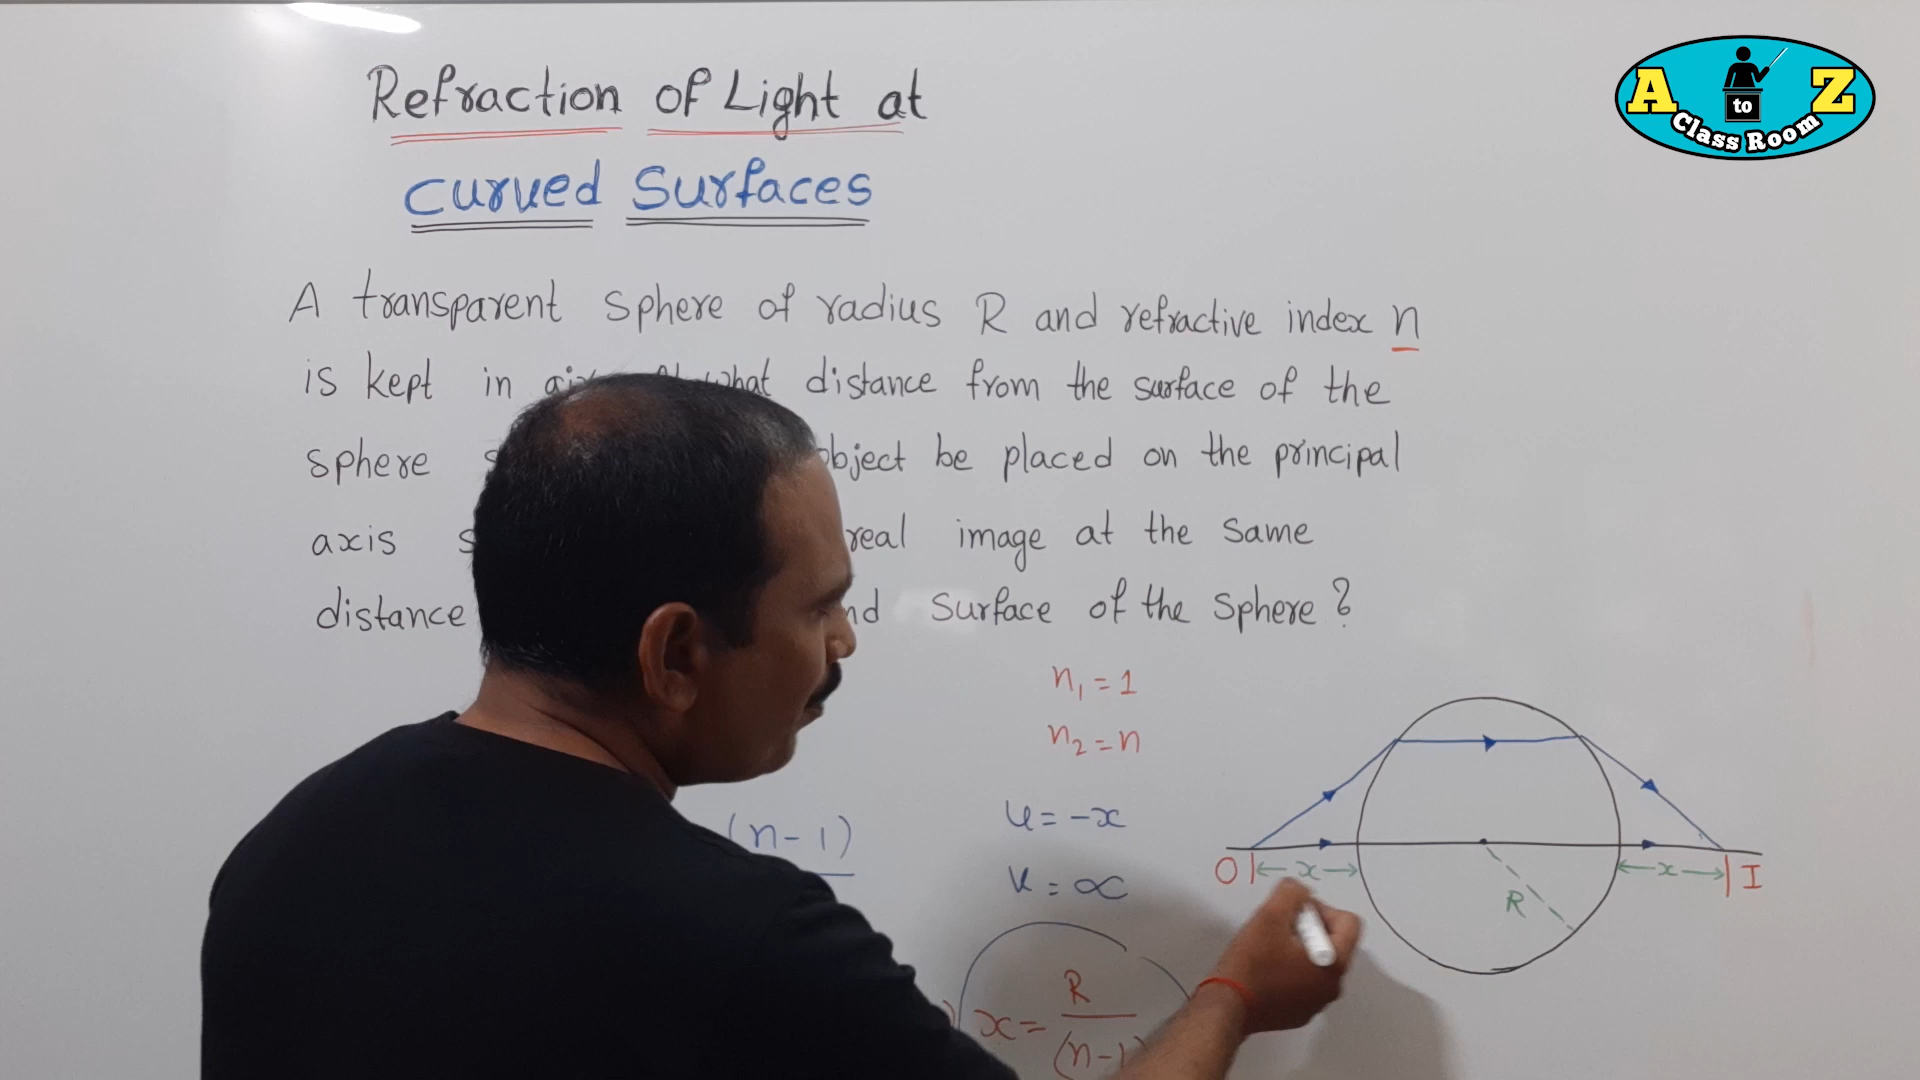 Refraction of Light at
Curved Surfaces
A to Z
Class Room
A transparent sphere of radius R and refractive index n
is kept in what distance from the surface of the
sphere object be placed on the principal
axis real image at the same
distance surface of the sphere?
n₁ = 1
n₂ = n
(n-1)
u = -x
v = ∞
x = R/(n-1)
O x x I
R